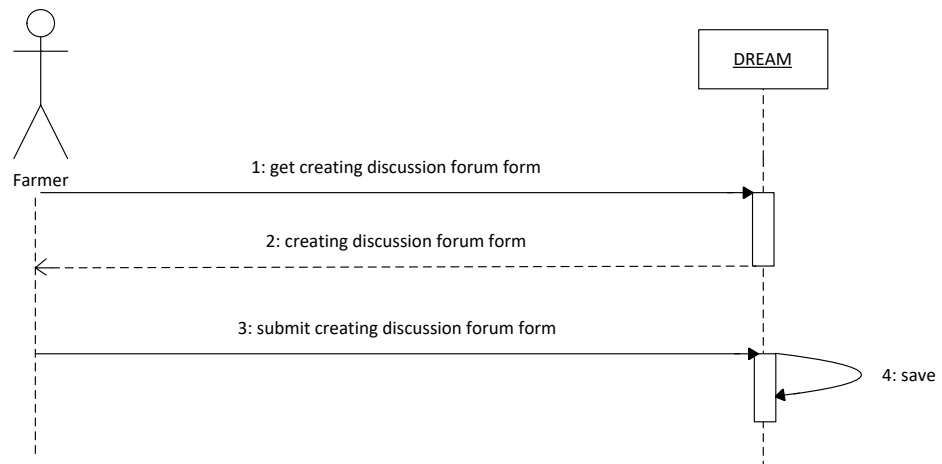 DREAM
Farmer
1: get creating discussion forum form
2: creating discussion forum form
3: submit creating discussion forum form
4: save